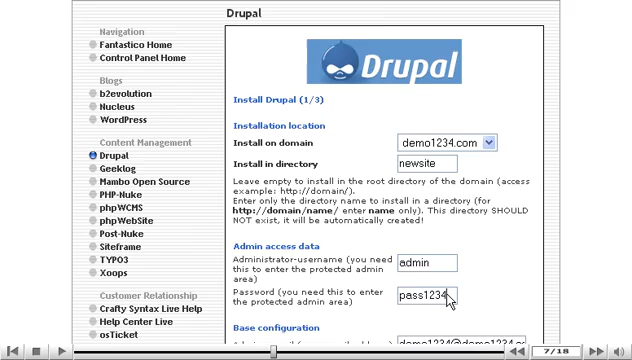 Drupal
Navigation
Fantastico Home
Control Panel Home
Blogs
b2evolution
Nucleus
WordPress
Content Management
Drupal
Geeklog
Mambo Open Source
PHP-Nuke
phpWCMS
phpWebSite
Post-Nuke
Siteframe
TYPO3
Xoops
Customer Relationship
Crafty Syntax Live Help
Help Center Live
osTicket
Drupal
Install Drupal (1/3)
Installation location
Install on domain demo1234.com
Install in directory newsite
Leave empty to install in the root directory of the domain (access
example: http://domain/).
Enter only the directory name to install in a directory (for
http://domain/name/ enter name only). This directory SHOULD
NOT exist, it will be automatically created!
Admin access data
Administrator-username (you need
this to enter the protected admin
area)
admin
Password (you need this to enter
the protected admin area)
pass1234
Base configuration
7/18